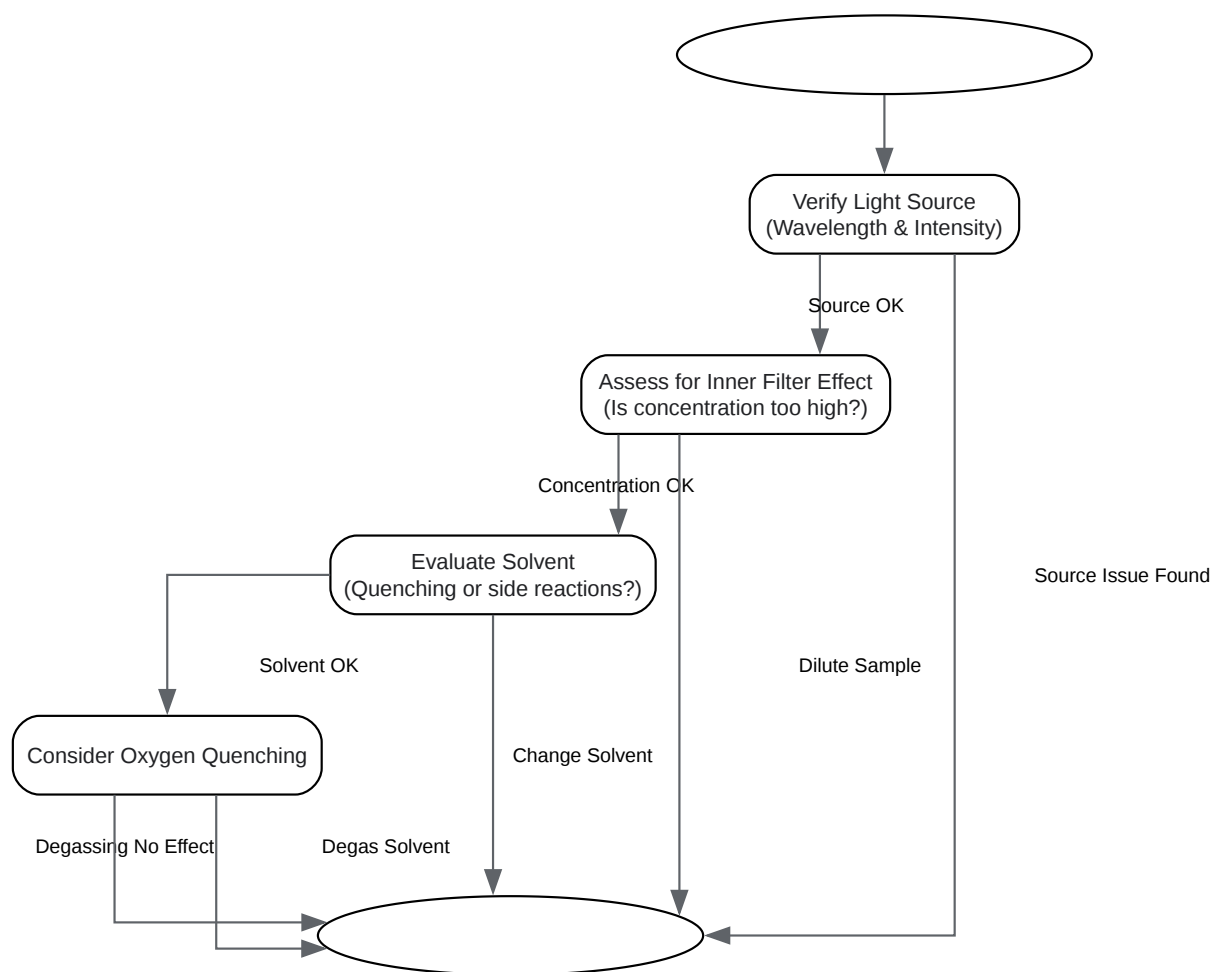 Verify Light Source
(Wavelength & Intensity)
Source OK
Assess for Inner Filter Effect
(Is concentration too high?)
Concentration OK
Evaluate Solvent
(Quenching or side reactions?)
Source Issue Found
Solvent OK
Dilute Sample
Consider Oxygen Quenching
Change Solvent
Degassing No Effect
Degas Solvent